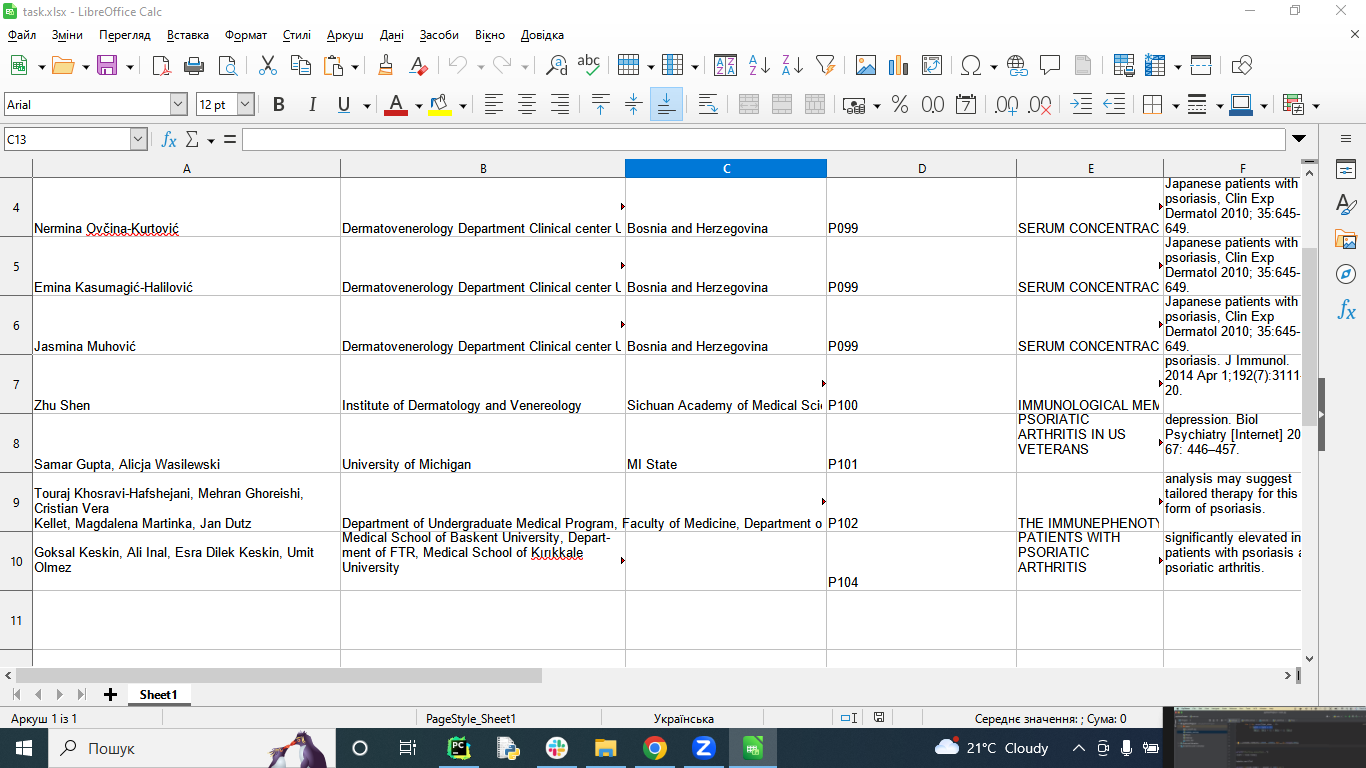 task.xlsx - LibreOffice Calc
Файл Зміни Перегляд Вставка Формат Стилі Аркуш Дані Засоби Вікно Довідка
Arial 12 pt
C13
A B C D E F
Japanese patients with
psoriasis, Clin Exp
Dermatol 2010; 35:645-
4 Nermina Ovčina-Kurtović Dermatovenerology Department Clinical center U Bosnia and Herzegovina P099 SERUM CONCENTRAC 649.
Japanese patients with
psoriasis, Clin Exp
Dermatol 2010; 35:645-
5 Emina Kasumagić-Halilović Dermatovenerology Department Clinical center U Bosnia and Herzegovina P099 SERUM CONCENTRAC 649.
Japanese patients with
psoriasis, Clin Exp
Dermatol 2010; 35:645-
6 Jasmina Muhović Dermatovenerology Department Clinical center U Bosnia and Herzegovina P099 SERUM CONCENTRAC 649.
psoriasis. J Immunol.
2014 Apr 1;192(7):3111-
20.
7 Zhu Shen Institute of Dermatology and Venereology Sichuan Academy of Medical Sci P100 IMMUNOLOGICAL MEM
PSORIATIC depression. Biol
ARTHRITIS IN US Psychiatry [Internet] 20
VETERANS 67: 446–457.
8 Samar Gupta, Alicja Wasilewski University of Michigan MI State P101
analysis may suggest
Touraj Khosravi-Hafshejani, Mehran Ghoreishi, tailored therapy for this
Cristian Vera form of psoriasis.
9 Kellet, Magdalena Martinka, Jan Dutz Department of Undergraduate Medical Program, Faculty of Medicine, Department o P102 THE IMMUNEPHENOTY
Medical School of Baskent University, Depart- PATIENTS WITH significantly elevated in
10 Goksal Keskin, Ali Inal, Esra Dilek Keskin, Umit ment of FTR, Medical School of Kırıkkale PSORIATIC patients with psoriasis a
Olmez University ARTHRITIS psoriatic arthritis.
P104
11
Sheet1
Аркуш 1 із 1 PageStyle_Sheet1 Українська Середнє значення: ; Сума: 0
Пошук 21°C Cloudy